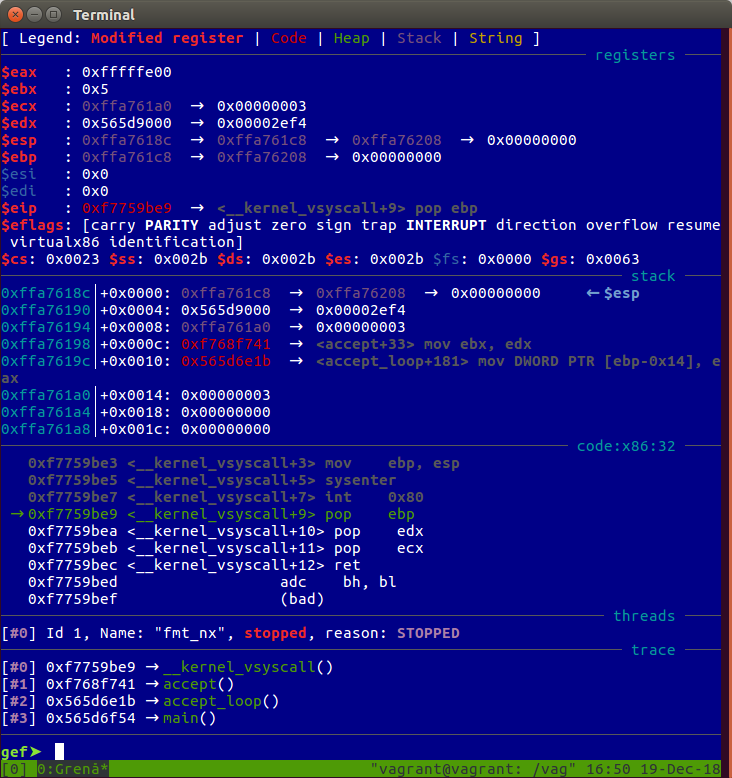 Terminal
[ Legend: Modified register | Code | Heap | Stack | String ]
registers
$eax   : 0xfffffe00
$ebx   : 0x5
$ecx   : 0xffa761a0  →  0x00000003
$edx   : 0x565d9000  →  0x00002ef4
$esp   : 0xffa7618c  →  0xffa761c8  →  0xffa76208  →  0x00000000
$ebp   : 0xffa761c8  →  0xffa76208  →  0x00000000
$esi   : 0x0
$edi   : 0x0
$eip   : 0xf7759be9  →  <__kernel_vsyscall+9> pop ebp
$eflags: [carry PARITY adjust zero sign trap INTERRUPT direction overflow resume
 virtualx86 identification]
$cs: 0x0023 $ss: 0x002b $ds: 0x002b $es: 0x002b $fs: 0x0000 $gs: 0x0063
stack
0xffa7618c│+0x0000: 0xffa761c8  →  0xffa76208  →  0x00000000     ←$esp
0xffa76190│+0x0004: 0x565d9000  →  0x00002ef4
0xffa76194│+0x0008: 0xffa761a0  →  0x00000003
0xffa76198│+0x000c: 0xf768f741  →  <accept+33> mov ebx, edx
0xffa7619c│+0x0010: 0x565d6e1b  →  <accept_loop+181> mov DWORD PTR [ebp-0x14], e
ax
0xffa761a0│+0x0014: 0x00000003
0xffa761a4│+0x0018: 0x00000000
0xffa761a8│+0x001c: 0x00000000
code:x86:32
   0xf7759be3 <__kernel_vsyscall+3> mov    ebp, esp
   0xf7759be5 <__kernel_vsyscall+5> sysenter
   0xf7759be7 <__kernel_vsyscall+7> int    0x80
 →0xf7759be9 <__kernel_vsyscall+9> pop    ebp
   0xf7759bea <__kernel_vsyscall+10> pop    edx
   0xf7759beb <__kernel_vsyscall+11> pop    ecx
   0xf7759bec <__kernel_vsyscall+12> ret
   0xf7759bed                  adc    bh, bl
   0xf7759bef                  (bad)
threads
[#0] Id 1, Name: "fmt_nx", stopped, reason: STOPPED
trace
[#0] 0xf7759be9 →__kernel_vsyscall()
[#1] 0xf768f741 →accept()
[#2] 0x565d6e1b →accept_loop()
[#3] 0x565d6f54 →main()
gef➤
[0] 0:Grenā* "vagrant@vagrant: /vag" 16:50 19-Dec-18